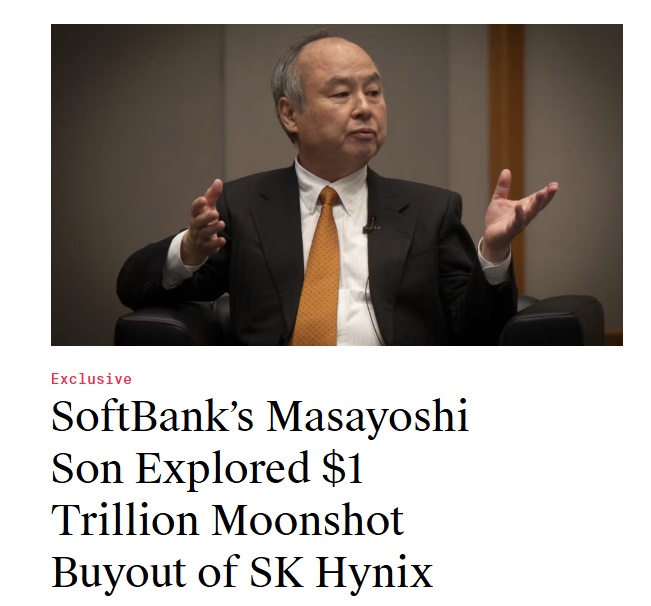 Exclusive
SoftBank’s Masayoshi
Son Explored $1
Trillion Moonshot
Buyout of SK Hynix